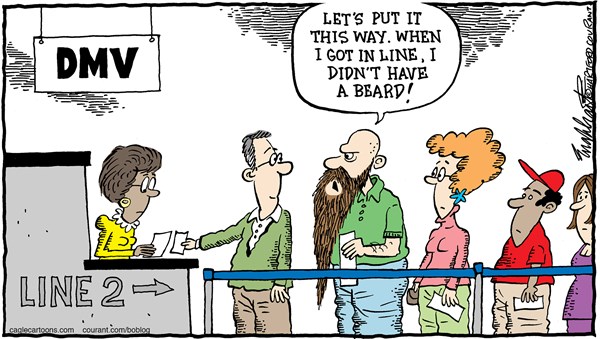 DMV
LET'S PUT IT
THIS WAY. WHEN
I GOT IN LINE, I
DIDN'T HAVE
A BEARD!
LINE 2 →
caglecartoons.com courant.com/boblog